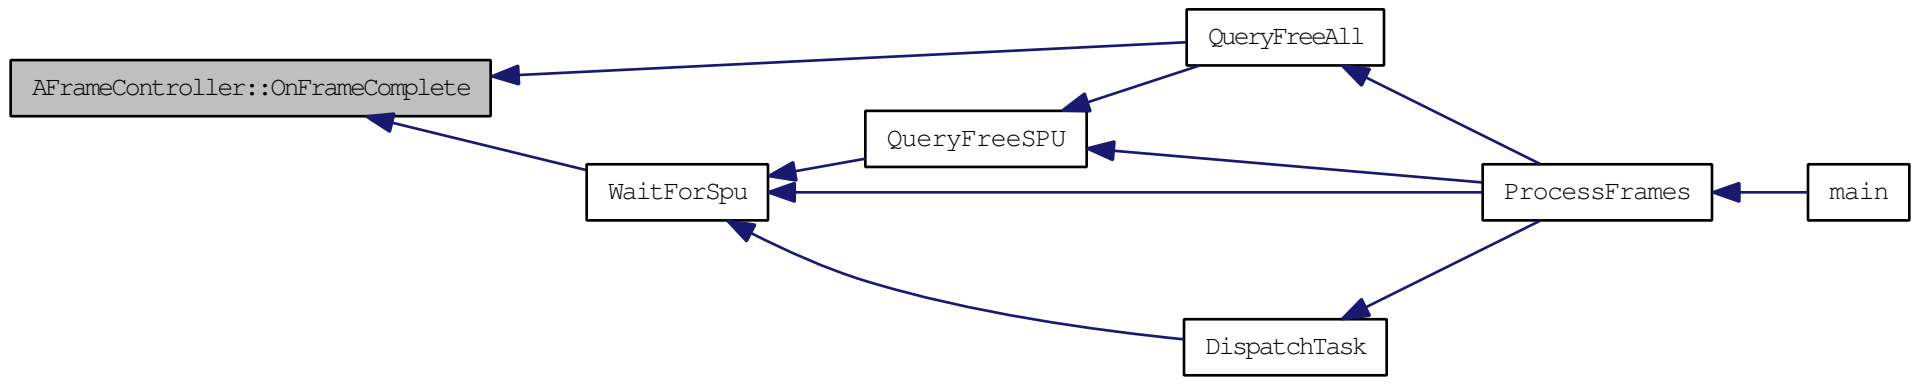 QueryFreeAll
AFrameController::OnFrameComplete
QueryFreeSPU
WaitForSpu
ProcessFrames
main
DispatchTask